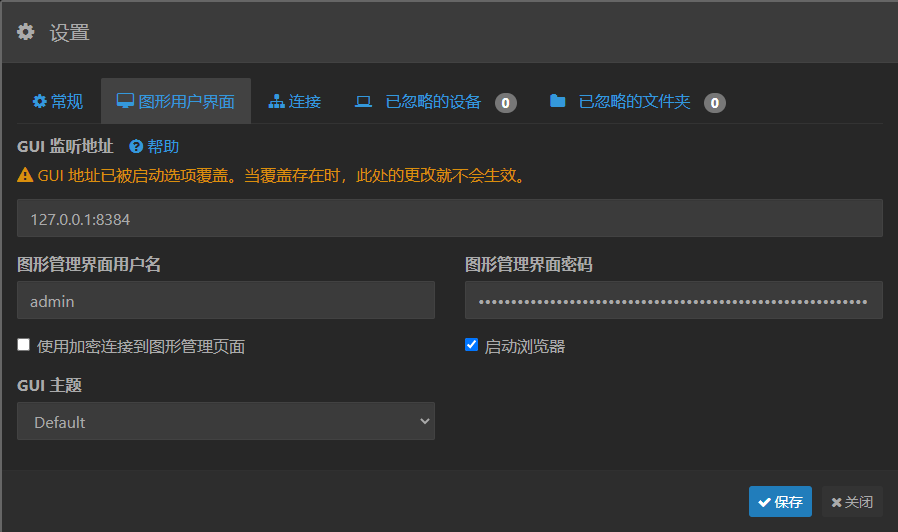 设置
常规 图形用户界面 连接 已忽略的设备 0 已忽略的文件夹 0
GUI 监听地址 帮助
GUI 地址已被启动选项覆盖。当覆盖存在时，此处的更改就不会生效。
127.0.0.1:8384
图形管理界面用户名 图形管理界面密码
admin ••••••••••••••••••••••••••••••••••••••••••••••••••••••••••••
使用加密连接到图形管理页面 启动浏览器
GUI 主题
Default
保存 关闭